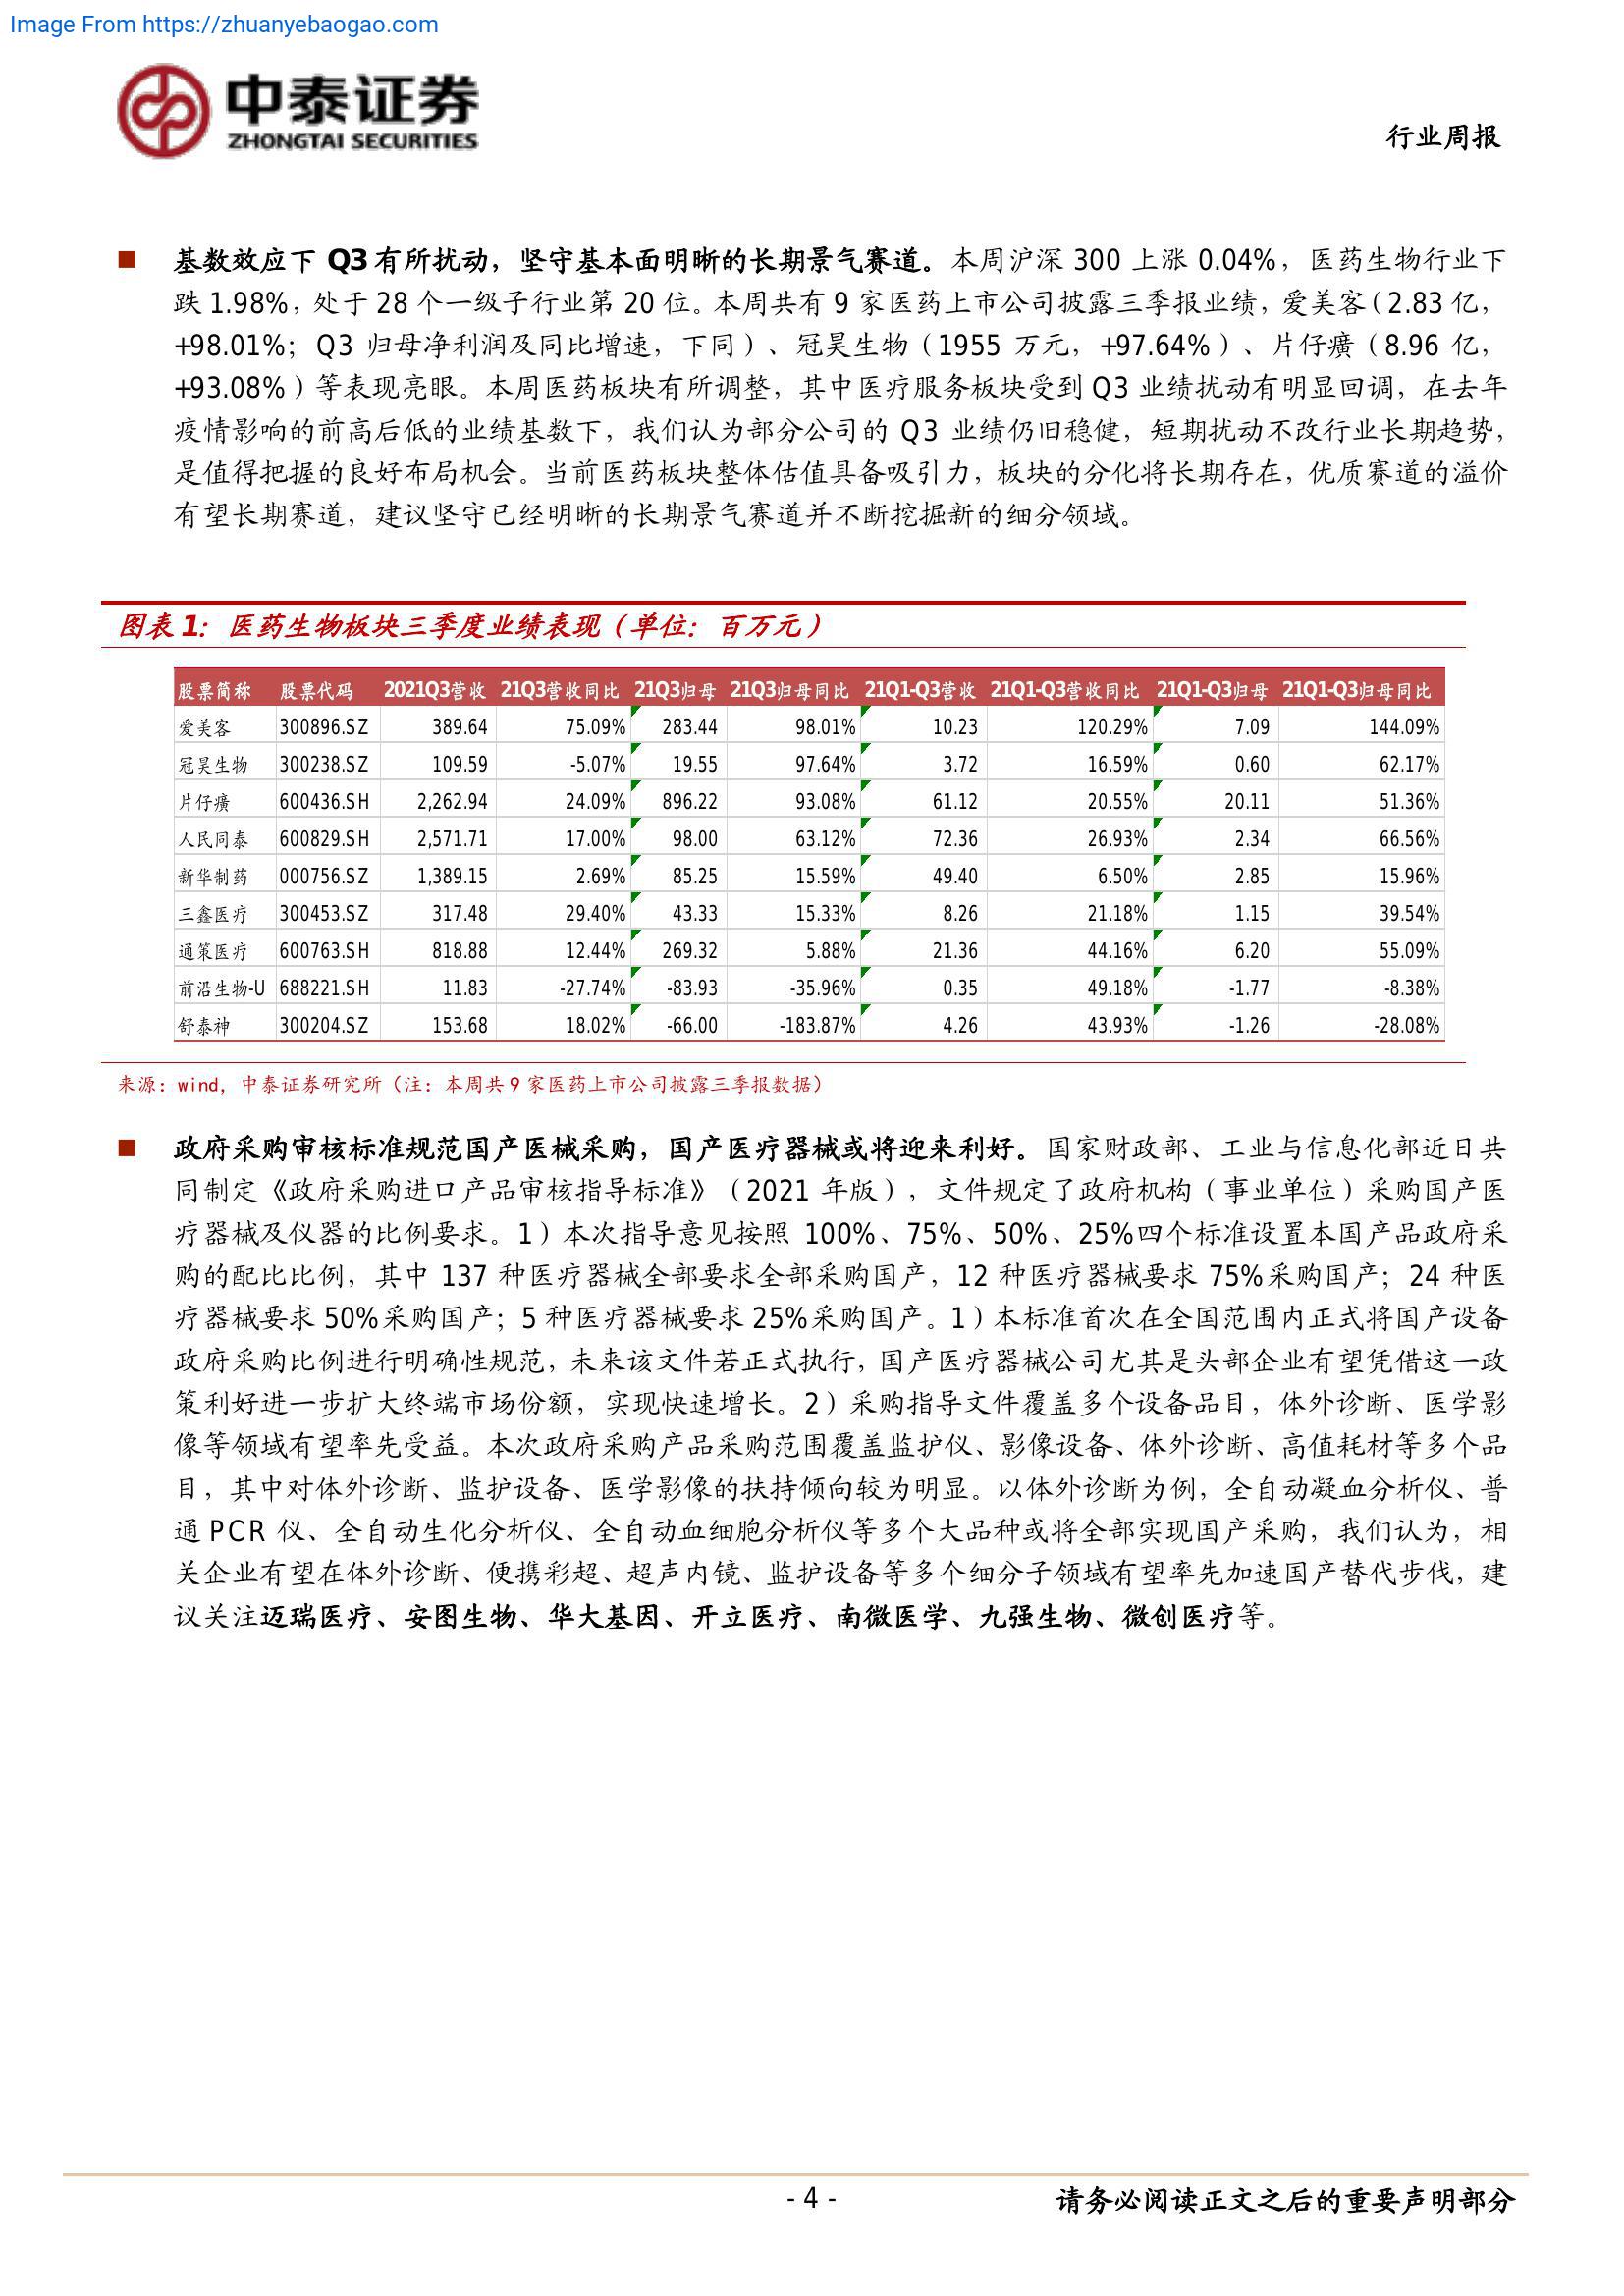 Image From https://zhuanyebaogao.com
中泰证券
ZHONGTAI SECURITIES
行业周报
■ 基数效应下 Q3 有所扰动，坚守基本面明晰的长期景气赛道。本周沪深 300 上涨 0.04%，医药生物行业下
跌 1.98%，处于 28 个一级子行业第 20 位。本周共有 9 家医药上市公司披露三季报业绩，爱美客（2.83 亿，
+98.01%；Q3 归母净利润及同比增速，下同）、冠昊生物（1955 万元，+97.64%）、片仔癀（8.96 亿，
+93.08%）等表现亮眼。本周医药板块有所调整，其中医疗服务板块受到 Q3 业绩扰动有明显回调，在去年
疫情影响的前高后低的业绩基数下，我们认为部分公司的 Q3 业绩仍旧稳健，短期扰动不改行业长期趋势，
是值得把握的良好布局机会。当前医药板块整体估值具备吸引力，板块的分化将长期存在，优质赛道的溢价
有望长期赛道，建议坚守已经明晰的长期景气赛道并不断挖掘新的细分领域。
图表 1：医药生物板块三季度业绩表现（单位：百万元）
股票简称 股票代码 2021Q3营收 21Q3营收同比 21Q3归母 21Q3归母同比 21Q1-Q3营收 21Q1-Q3营收同比 21Q1-Q3归母 21Q1-Q3归母同比
爱美客 300896.SZ 389.64 75.09% 283.44 98.01% 10.23 120.29% 7.09 144.09%
冠昊生物 300238.SZ 109.59 -5.07% 19.55 97.64% 3.72 16.59% 0.60 62.17%
片仔癀 600436.SH 2,262.94 24.09% 896.22 93.08% 61.12 20.55% 20.11 51.36%
人民同泰 600829.SH 2,571.71 17.00% 98.00 63.12% 72.36 26.93% 2.34 66.56%
新华制药 000756.SZ 1,389.15 2.69% 85.25 15.59% 49.40 6.50% 2.85 15.96%
三鑫医疗 300453.SZ 317.48 29.40% 43.33 15.33% 8.26 21.18% 1.15 39.54%
通策医疗 600763.SH 818.88 12.44% 269.32 5.88% 21.36 44.16% 6.20 55.09%
前沿生物-U 688221.SH 11.83 -27.74% -83.93 -35.96% 0.35 49.18% -1.77 -8.38%
舒泰神 300204.SZ 153.68 18.02% -66.00 -183.87% 4.26 43.93% -1.26 -28.08%
来源：wind，中泰证券研究所（注：本周共 9 家医药上市公司披露三季报数据）
■ 政府采购审核标准规范国产医械采购，国产医疗器械或将迎来利好。国家财政部、工业与信息化部近日共
同制定《政府采购进口产品审核指导标准》（2021 年版），文件规定了政府机构（事业单位）采购国产医
疗器械及仪器的比例要求。1）本次指导意见按照 100%、75%、50%、25%四个标准设置本国产品政府采
购的配比比例，其中 137 种医疗器械全部要求全部采购国产，12 种医疗器械要求 75%采购国产；24 种医
疗器械要求 50%采购国产；5 种医疗器械要求 25%采购国产。1）本标准首次在全国范围内正式将国产设备
政府采购比例进行明确性规范，未来该文件若正式执行，国产医疗器械公司尤其是头部企业有望凭借这一政
策利好进一步扩大终端市场份额，实现快速增长。2）采购指导文件覆盖多个设备品目，体外诊断、医学影
像等领域有望率先受益。本次政府采购产品采购范围覆盖监护仪、影像设备、体外诊断、高值耗材等多个品
目，其中对体外诊断、监护设备、医学影像的扶持倾向较为明显。以体外诊断为例，全自动凝血分析仪、普
通 PCR 仪、全自动生化分析仪、全自动血细胞分析仪等多个大品种或将全部实现国产采购，我们认为，相
关企业有望在体外诊断、便携彩超、超声内镜、监护设备等多个细分子领域有望率先加速国产替代步伐，建
议关注迈瑞医疗、安图生物、华大基因、开立医疗、南微医学、九强生物、微创医疗等。
- 4 -
请务必阅读正文之后的重要声明部分